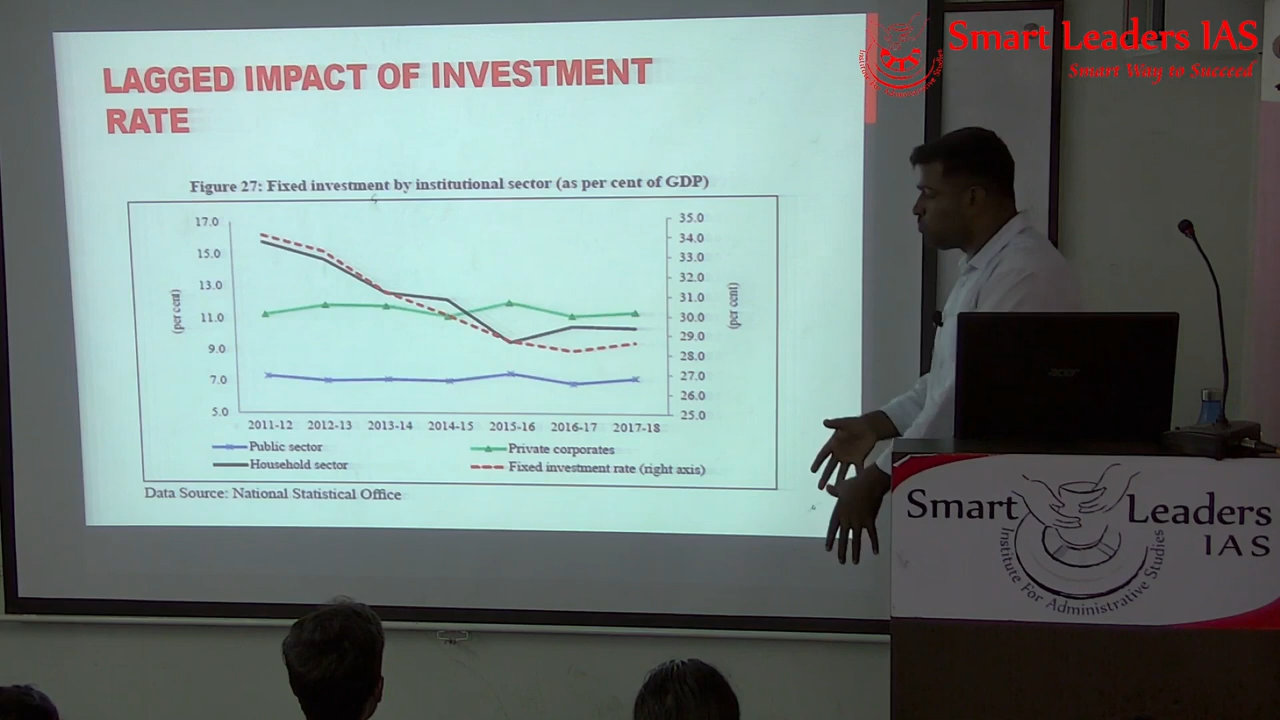 LAGGED IMPACT OF INVESTMENT
RATE
Figure 27: Fixed investment by institutional sector (as per cent of GDP)
17.0
15.0
13.0
11.0
9.0
7.0
5.0
(per cent)
35.0
34.0
33.0
32.0
31.0
30.0
29.0
28.0
27.0
26.0
25.0
(per cent)
2011-12 2012-13 2013-14 2014-15 2015-16 2016-17 2017-18
Public sector
Private corporates
Household sector
Fixed investment rate (right axis)
Data Source: National Statistical Office
Smart Leaders IAS
Smart Way to Succeed
Institute For Administrative Studies
acer
Smart Leaders
IAS
Institute For Administrative Studies